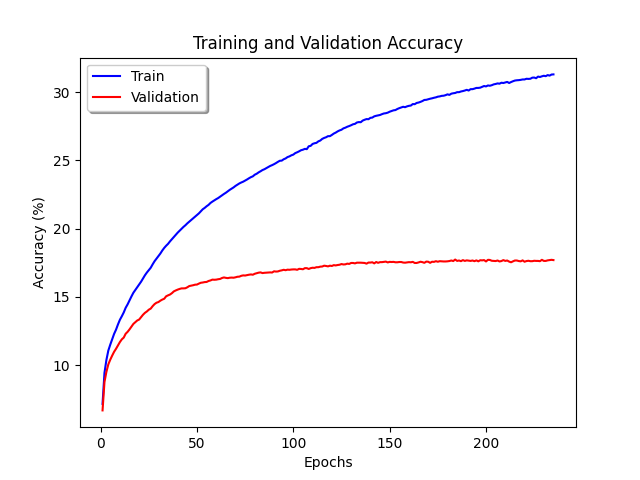 Training and Validation Accuracy
Train
Validation
Accuracy (%)
30
25
20
15
10
0 50 100 150 200
Epochs